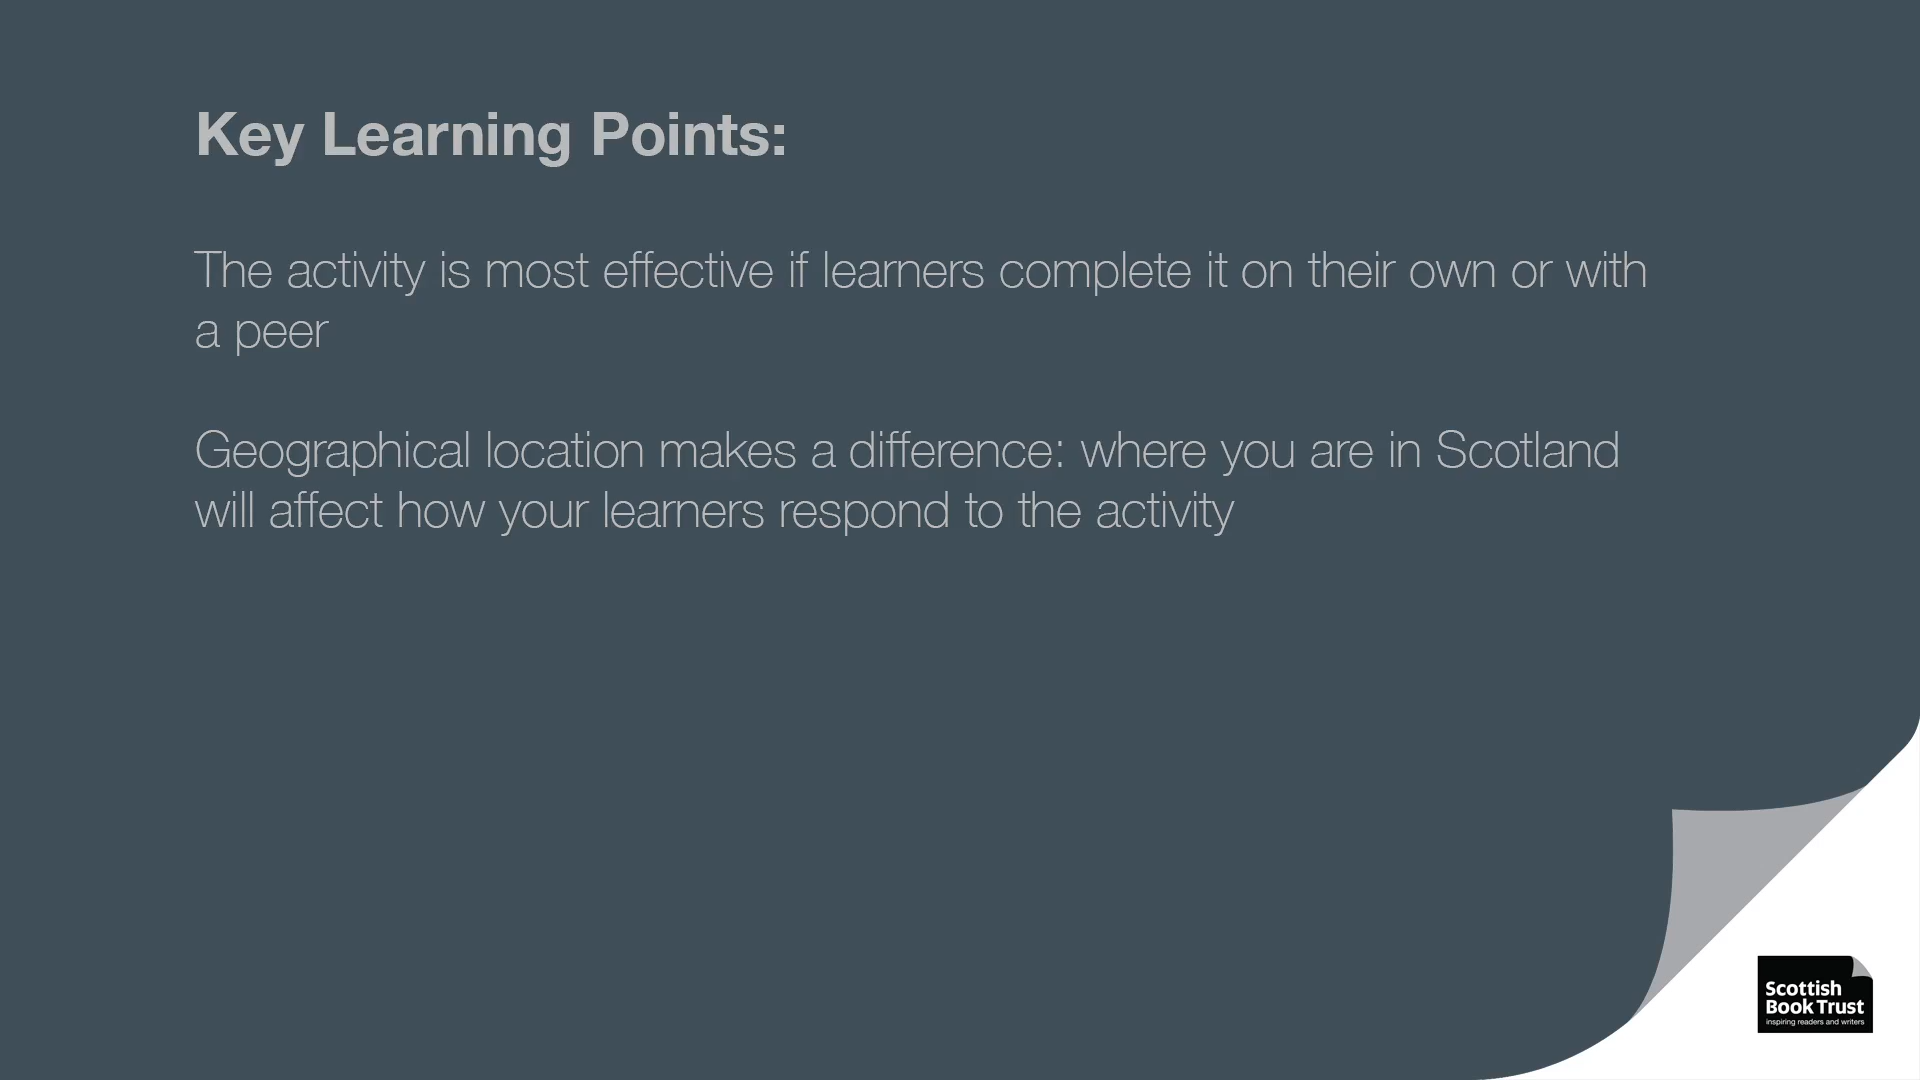 Key Learning Points:
The activity is most effective if learners complete it on their own or with
a peer
Geographical location makes a difference: where you are in Scotland
will affect how your learners respond to the activity
Scottish
Book Trust
inspiring readers and writers